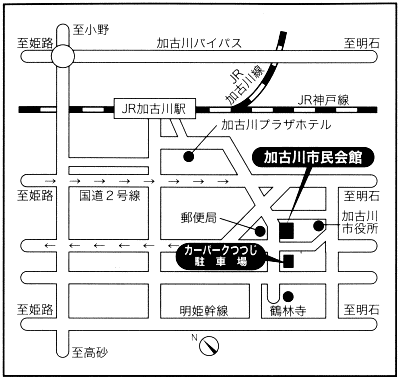 至小野
至姫路
加古川バイパス
至明石
JR
加古川線
JR加古川駅
JR神戸線
加古川プラザホテル
加古川市民会館
→ → → → → →
至姫路
国道2号線
至明石
郵便局
加古川
市役所
← ← ← ← ← ← ←
カーパークつつじ
駐車場
至姫路
明姫幹線
鶴林寺
至明石
N
至高砂